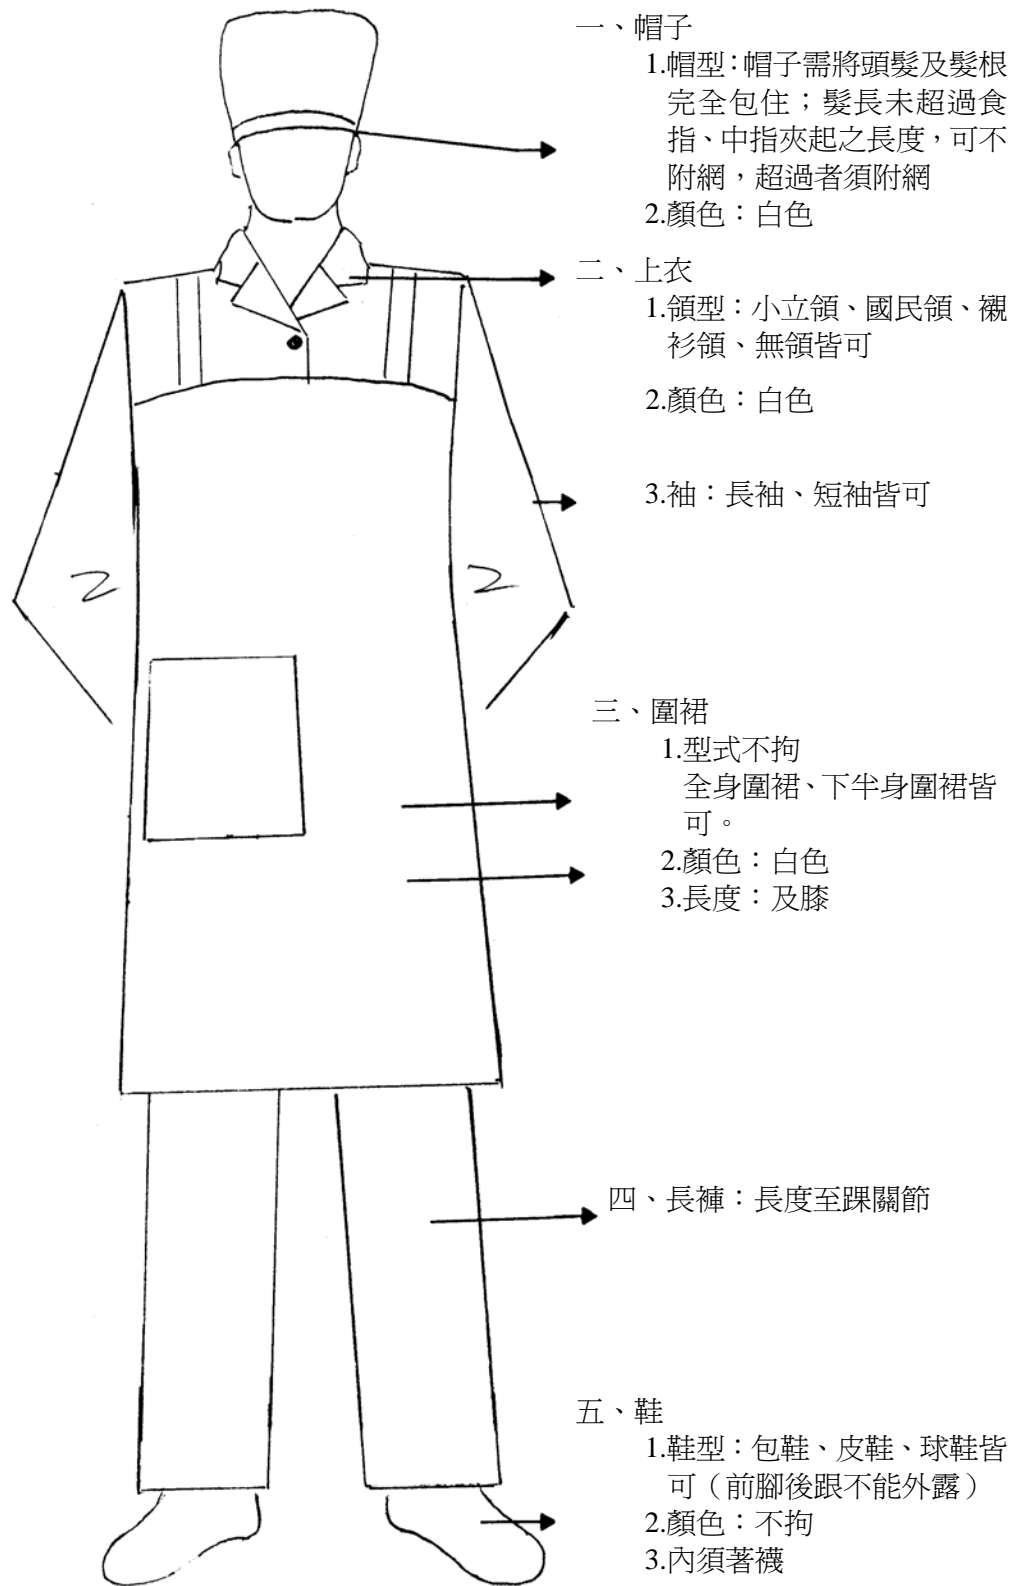 一、帽子
1.帽型：帽子需將頭髮及髮根
完全包住；髮長未超過食
指、中指夾起之長度，可不
附網，超過者須附網
2.顏色：白色
二、上衣
1.領型：小立領、國民領、襯
衫領、無領皆可
2.顏色：白色
3.袖：長袖、短袖皆可
三、圍裙
1.型式不拘
全身圍裙、下半身圍裙皆
可。
2.顏色：白色
3.長度：及膝
四、長褲：長度至踝關節
五、鞋
1.鞋型：包鞋、皮鞋、球鞋皆
可（前腳後跟不能外露）
2.顏色：不拘
3.內須著襪